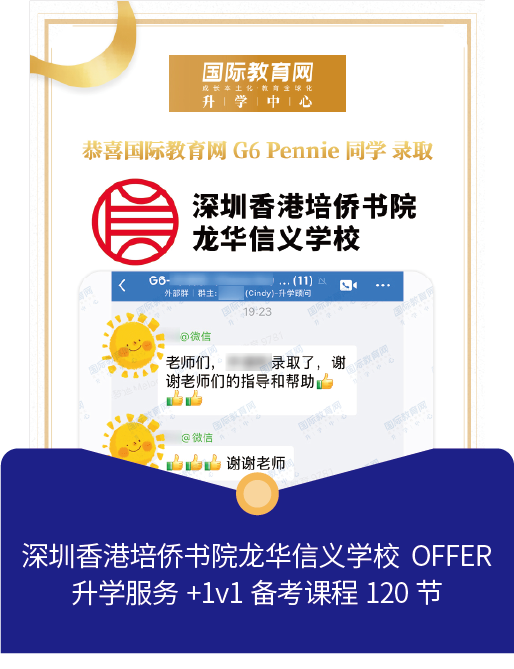 国际教育网
成长本土化·教育全球化
升 学 中 心
恭喜国际教育网 G6 Pennie 同学 录取
深圳香港培侨书院
龙华信义学校
G6- ... (11)
外部群 | 群主: (Cindy)-升学顾问
19:23
@微信
老师们， 录取了，谢
谢老师们的指导和帮助👍
👍👍
@微信
👍👍👍 谢谢老师
深圳香港培侨书院龙华信义学校 OFFER
升学服务 +1v1 备考课程 120 节